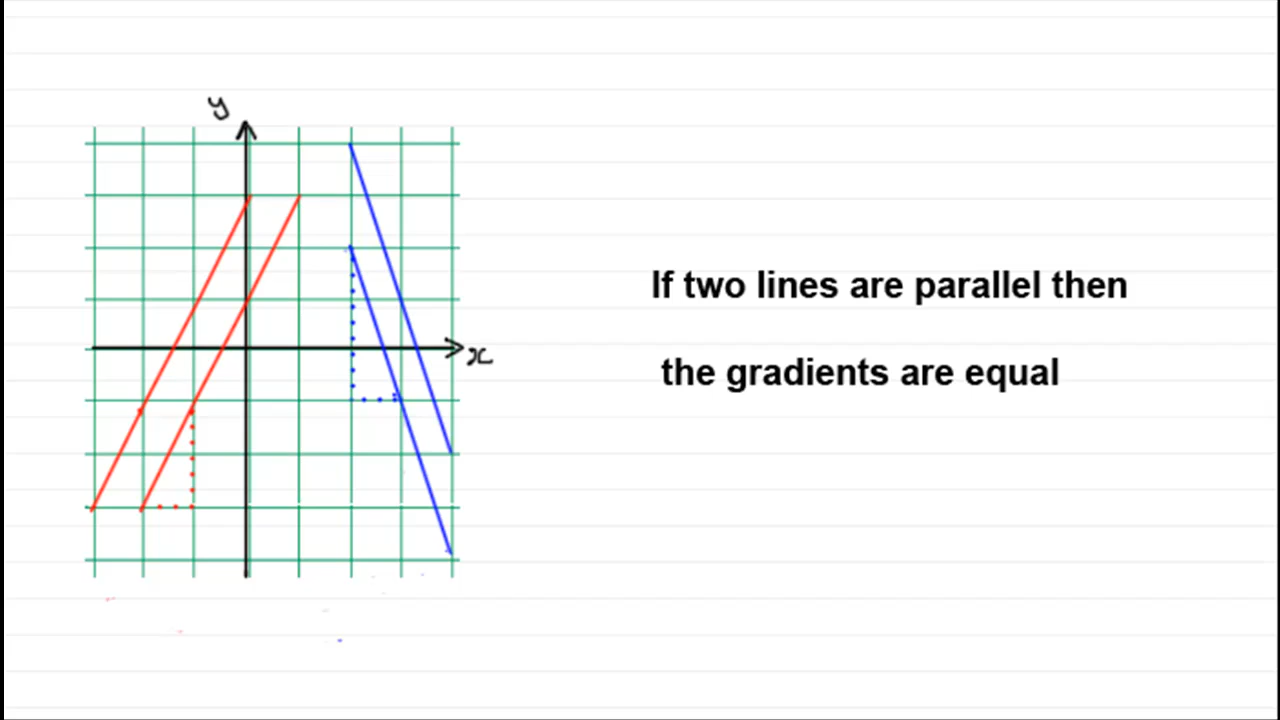 y
If two lines are parallel then
x
the gradients are equal